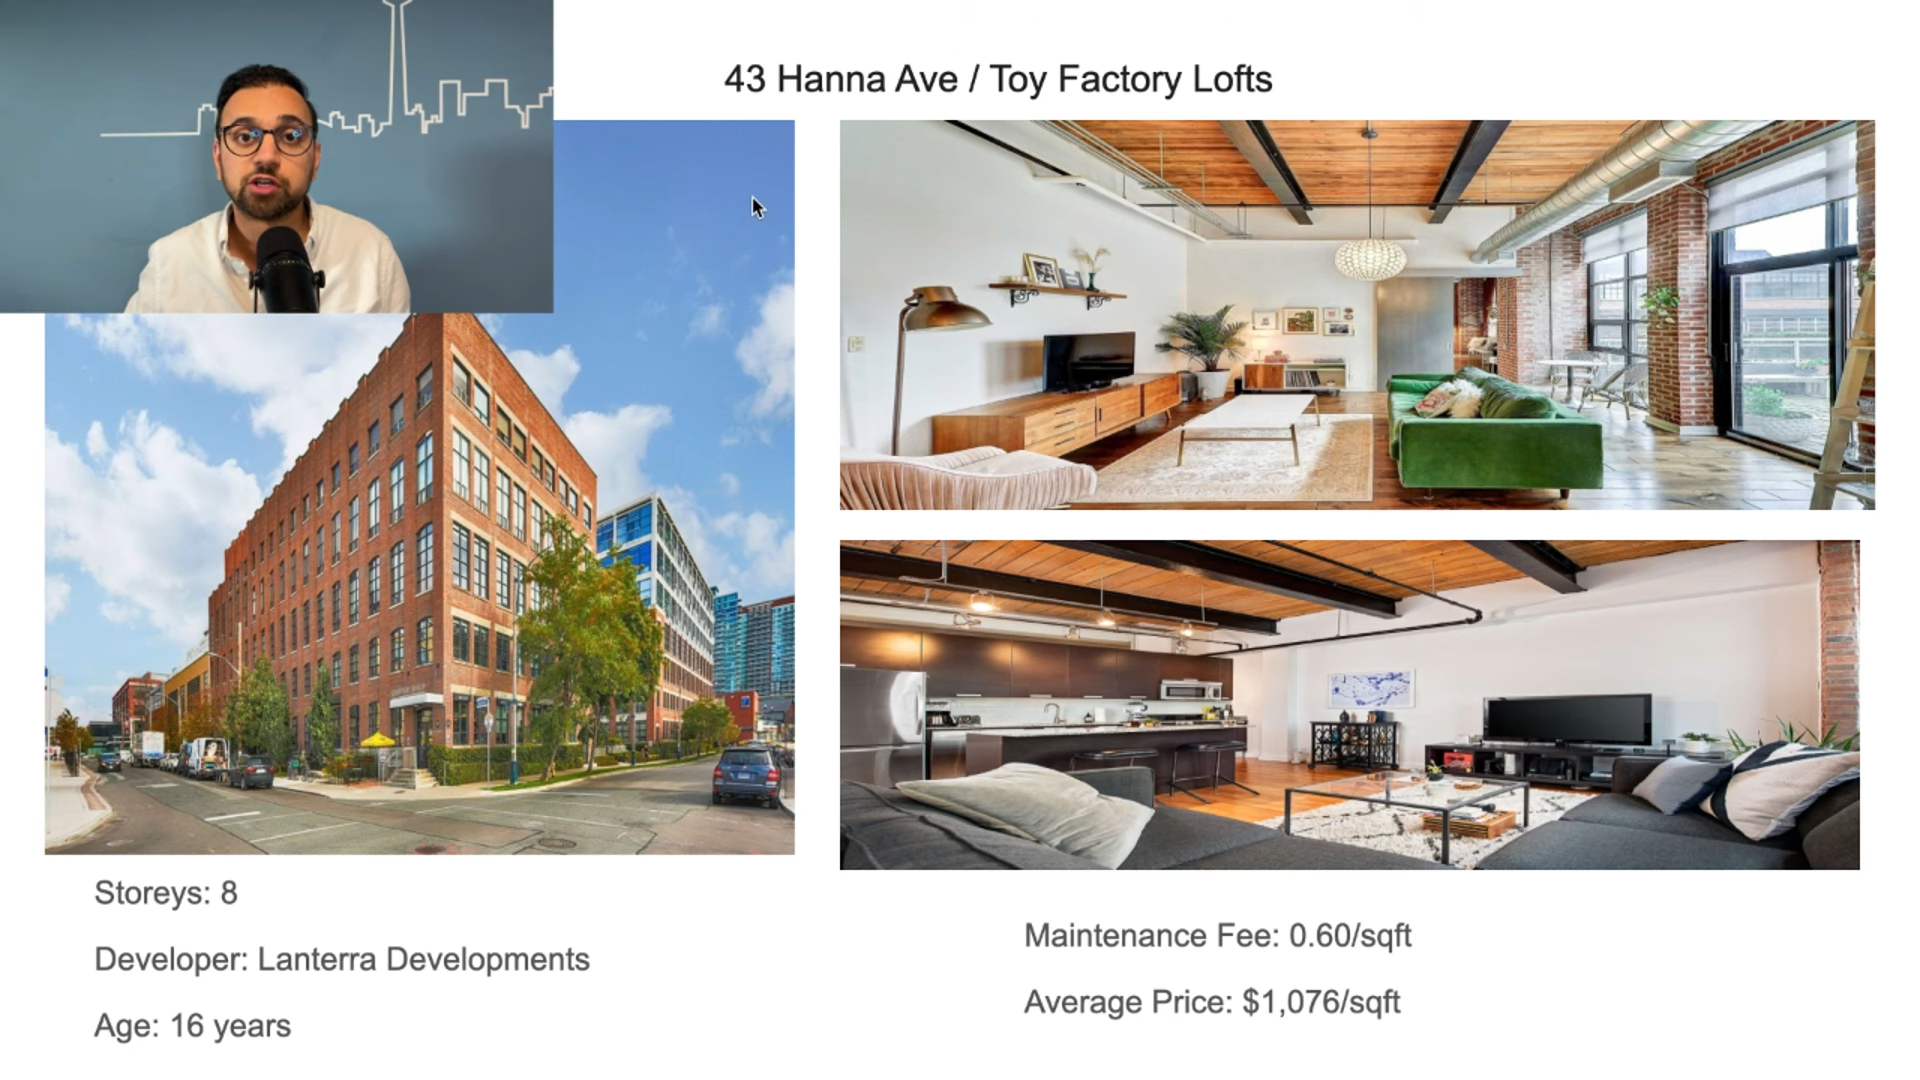 43 Hanna Ave / Toy Factory Lofts
Storeys: 8
Developer: Lanterra Developments
Age: 16 years
Maintenance Fee: 0.60/sqft
Average Price: $1,076/sqft